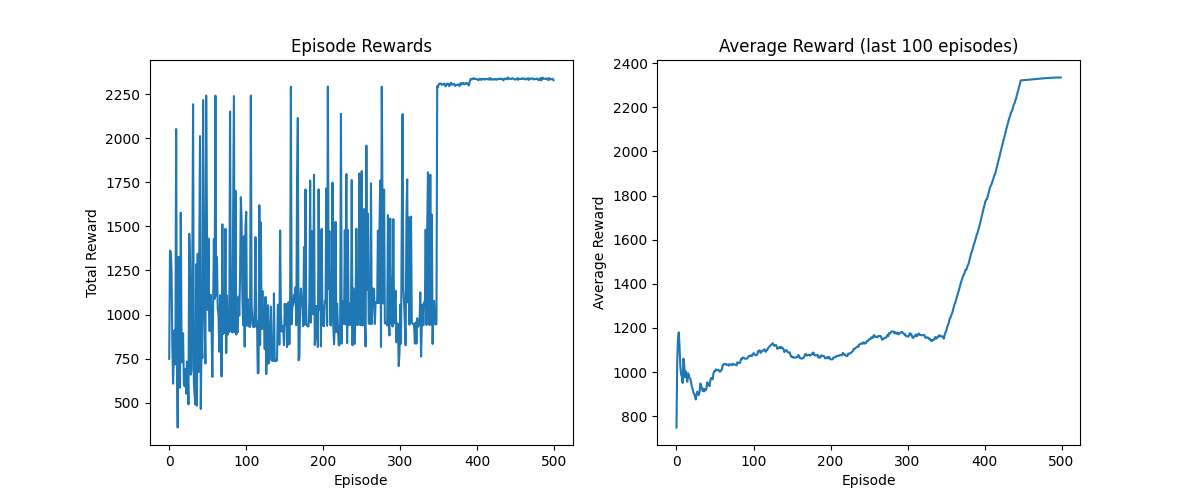 Episode Rewards
Total Reward
2250
2000
1750
1500
1250
1000
750
500
0 100 200 300 400 500
Episode
Average Reward (last 100 episodes)
Average Reward
2400
2200
2000
1800
1600
1400
1200
1000
800
0 100 200 300 400 500
Episode